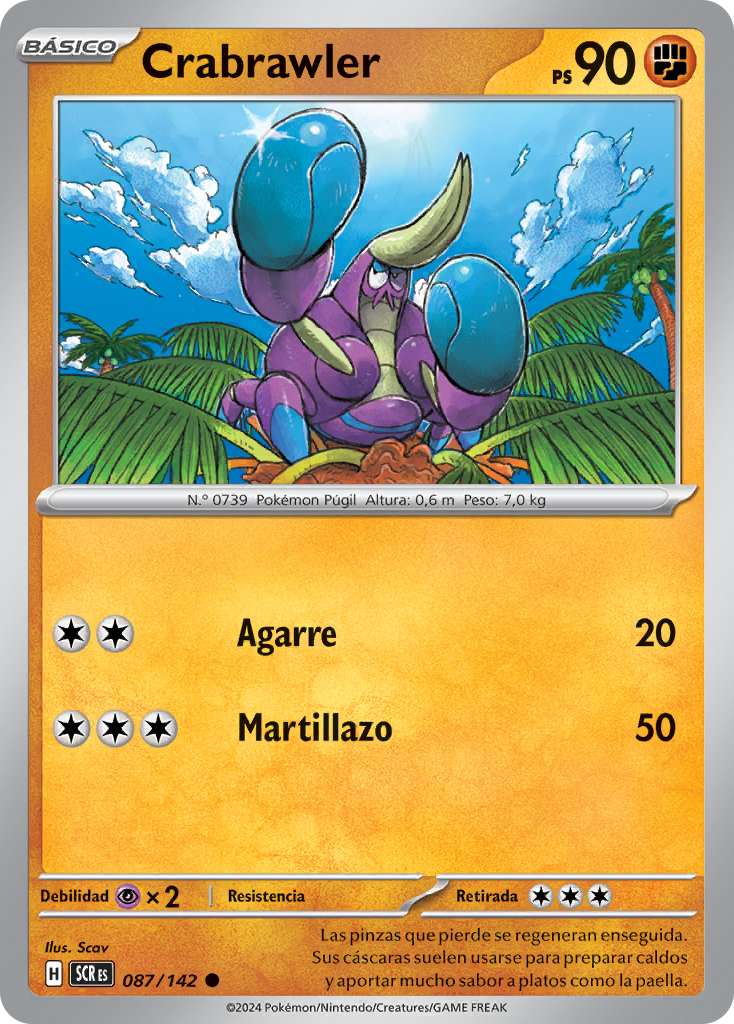 BÁSICO
Crabrawler
PS 90
N.º 0739 Pokémon Púgil Altura: 0,6 m Peso: 7,0 kg
Agarre 20
Martillazo 50
Debilidad ×2 Resistencia Retirada
Ilus. Scav
Las pinzas que pierde se regeneran enseguida.
Sus cáscaras suelen usarse para preparar caldos
y aportar mucho sabor a platos como la paella.
H SCR ES 087/142
©2024 Pokémon/Nintendo/Creatures/GAME FREAK